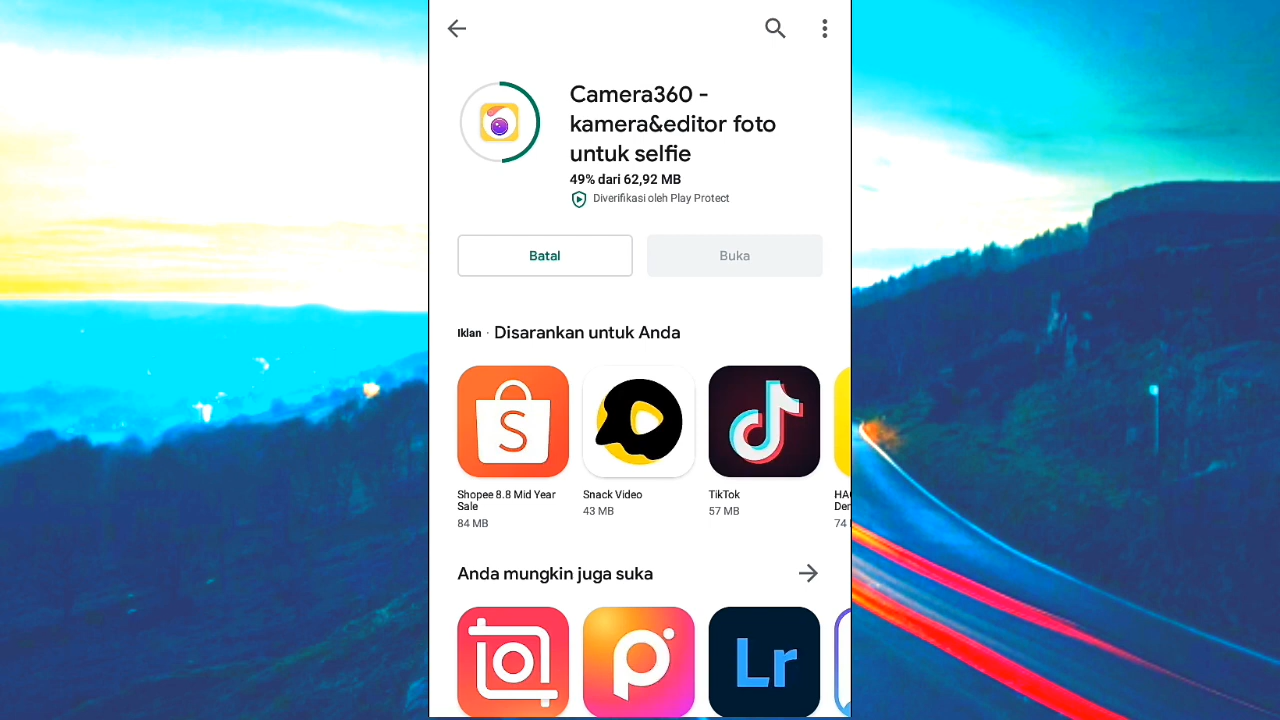 Camera360 -
kamera&editor foto
untuk selfie
49% dari 62,92 MB
Diverifikasi oleh Play Protect
Batal
Buka
Iklan · Disarankan untuk Anda
Shopee 8.8 Mid Year
Sale
84 MB
Snack Video
43 MB
TikTok
57 MB
74
Anda mungkin juga suka
Lr